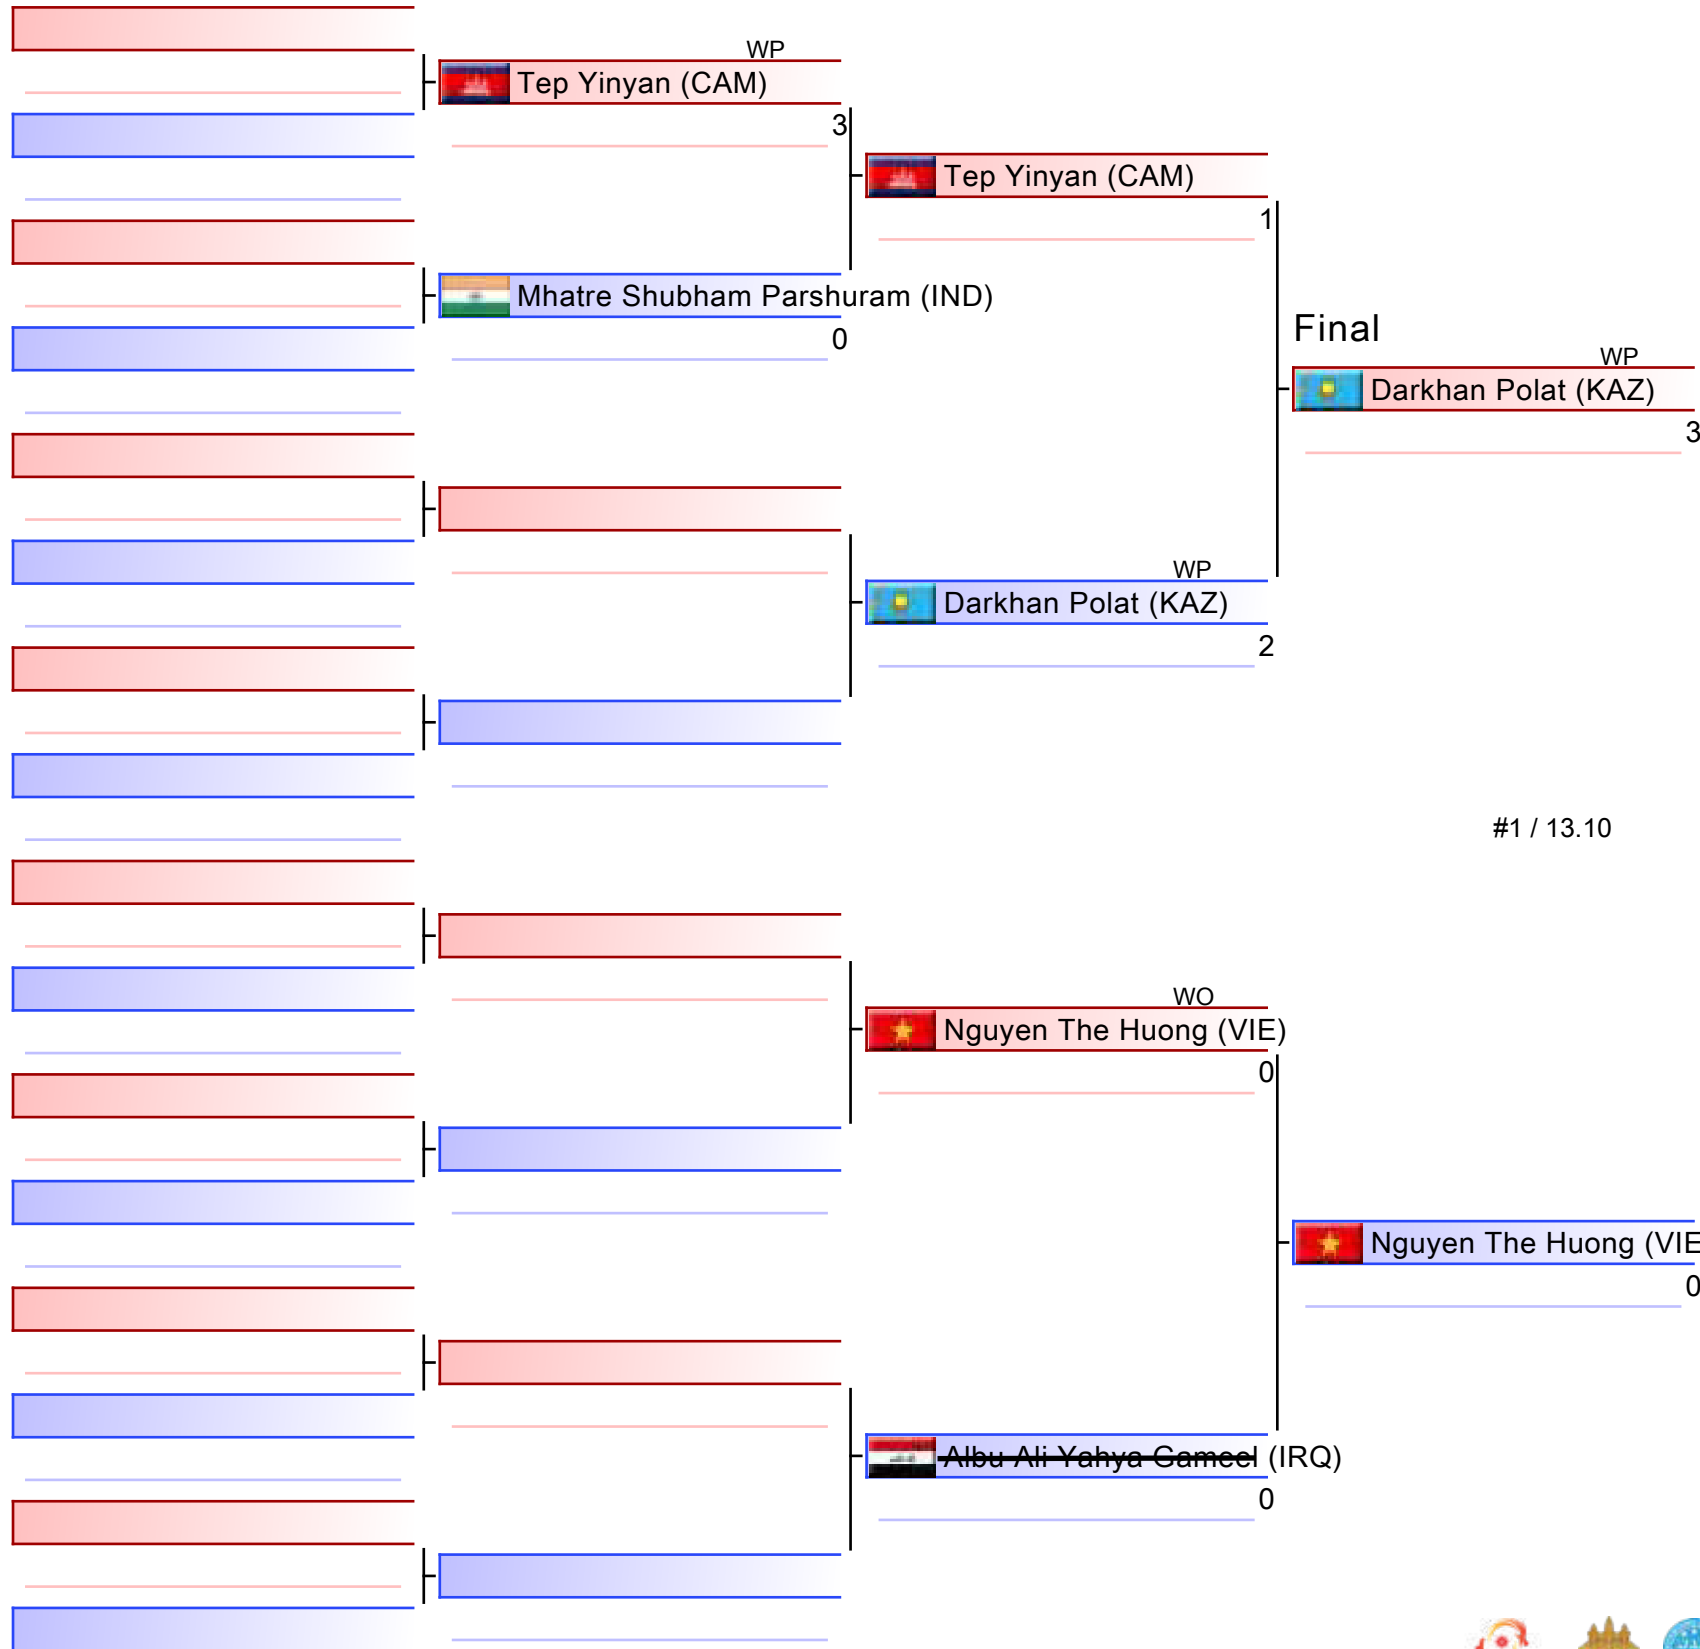 WP
Tep Yinyan (CAM)
3
Tep Yinyan (CAM)
1
Mhatre Shubham Parshuram (IND)
0
Final
WP
Darkhan Polat (KAZ)
3
WP
Darkhan Polat (KAZ)
2
#1 / 13.10
WO
Nguyen The Huong (VIE)
0
Nguyen The Huong (VIE
0
Albu Ali Yahya Gameel (IRQ)
0